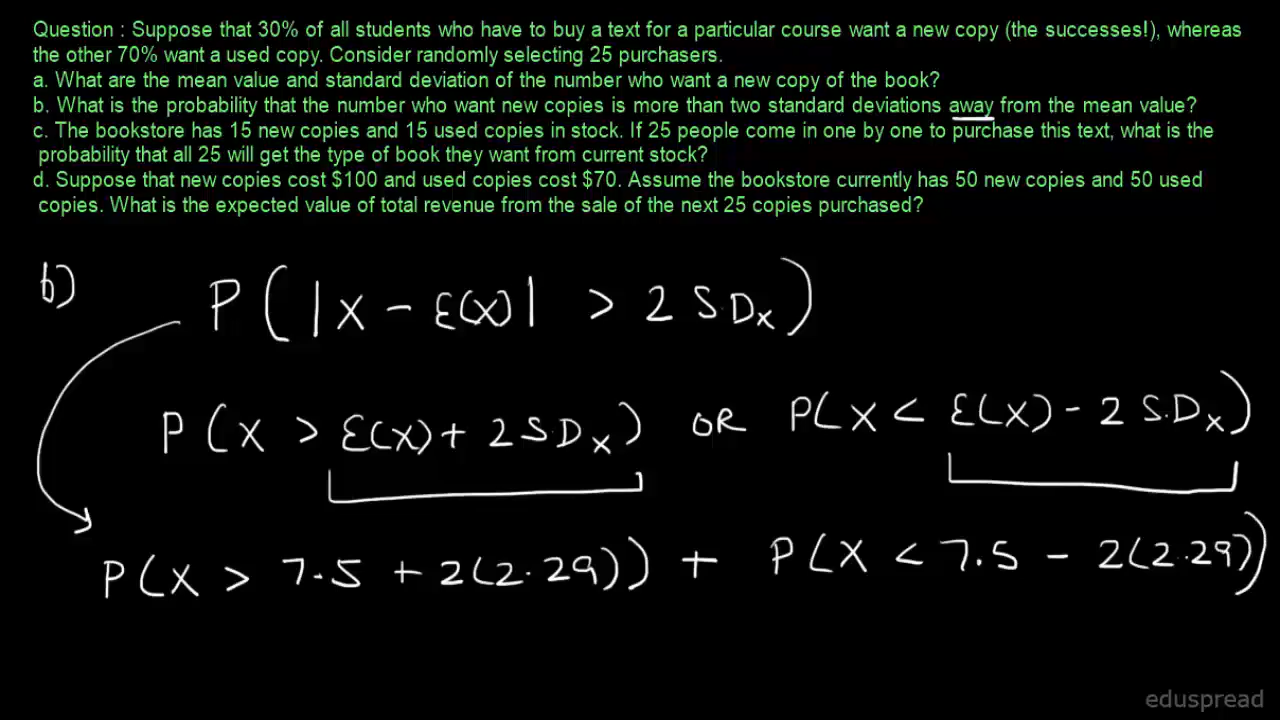 Question : Suppose that 30% of all students who have to buy a text for a particular course want a new copy (the successes!), whereas
the other 70% want a used copy. Consider randomly selecting 25 purchasers.
a. What are the mean value and standard deviation of the number who want a new copy of the book?
b. What is the probability that the number who want new copies is more than two standard deviations away from the mean value?
c. The bookstore has 15 new copies and 15 used copies in stock. If 25 people come in one by one to purchase this text, what is the
probability that all 25 will get the type of book they want from current stock?
d. Suppose that new copies cost $100 and used copies cost $70. Assume the bookstore currently has 50 new copies and 50 used
copies. What is the expected value of total revenue from the sale of the next 25 copies purchased?
b) P(|X - E(X)| > 2 S.Dx)
P(X > E(X) + 2 S.Dx) OR P(X < E(X) - 2 S.Dx)
P(X > 7.5 + 2(2.29)) + P(X < 7.5 - 2(2.29))
eduspread